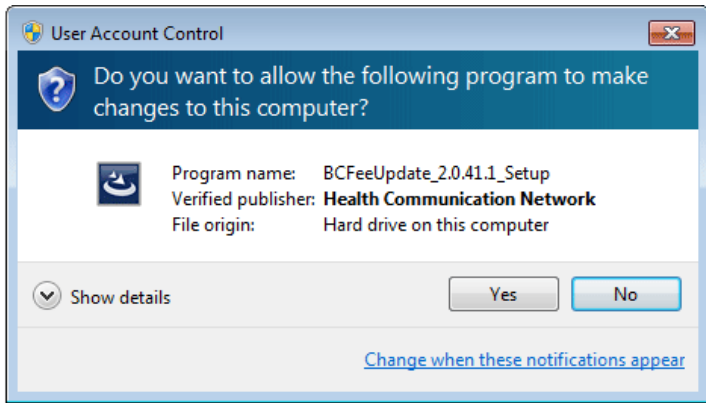 User Account Control
Do you want to allow the following program to make
changes to this computer?
Program name: BCFeeUpdate_2.0.41.1_Setup
Verified publisher: Health Communication Network
File origin: Hard drive on this computer
Show details
Yes
No
Change when these notifications appear